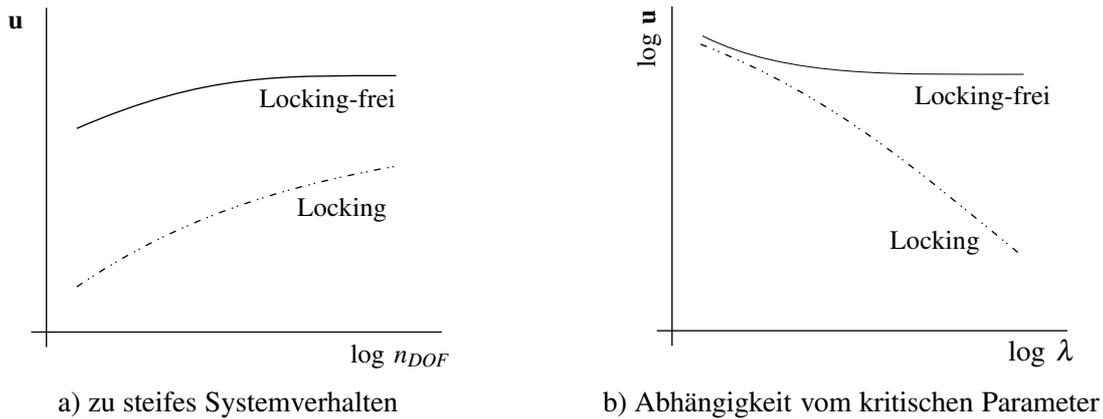 u
Locking-frei
Locking
log n_DOF
a) zu steifes Systemverhalten
log u
Locking-frei
Locking
log λ
b) Abhängigkeit vom kritischen Parameter